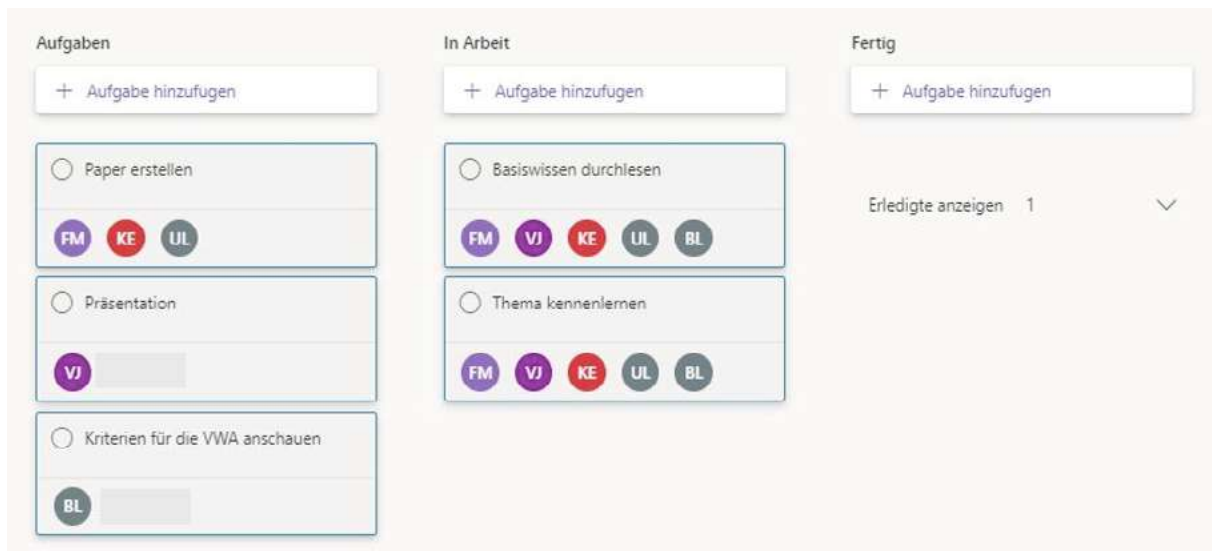 Aufgaben
+ Aufgabe hinzufugen
Paper erstellen
FM KE UL
Präsentation
VJ
Kriterien für die VWA anschauen
BL
In Arbeit
+ Aufgabe hinzufugen
Basiswissen durchlesen
FM VJ KE UL BL
Thema kennenlernen
FM VJ KE UL BL
Fertig
+ Aufgabe hinzufugen
Erledigte anzeigen 1